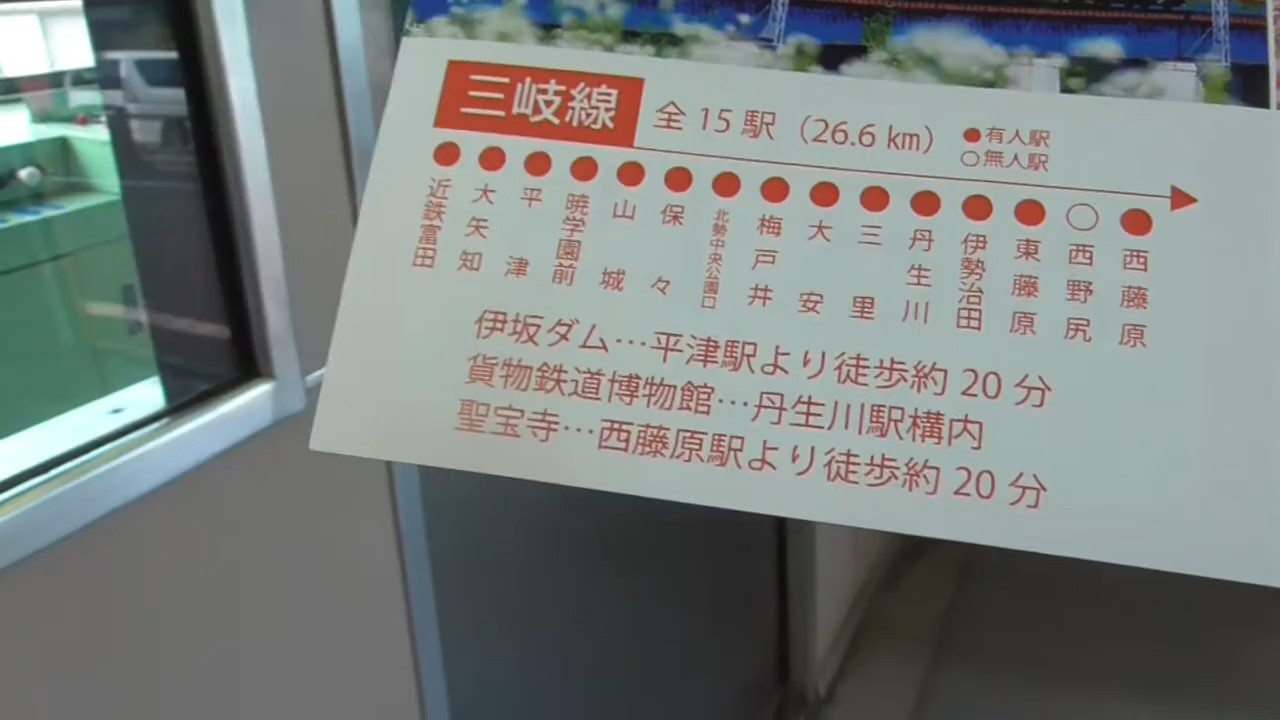 三岐線 全 15 駅 (26.6 km)
●有人駅
○無人駅
近鉄富田
大矢知
平津
暁学園前
山城
保々
北勢中央公園口
梅戸井
大安
三里
丹生川
伊勢治田
東藤原
西野尻
西藤原
伊坂ダム…平津駅より徒歩約 20 分
貨物鉄道博物館…丹生川駅構内
聖宝寺…西藤原駅より徒歩約 20 分